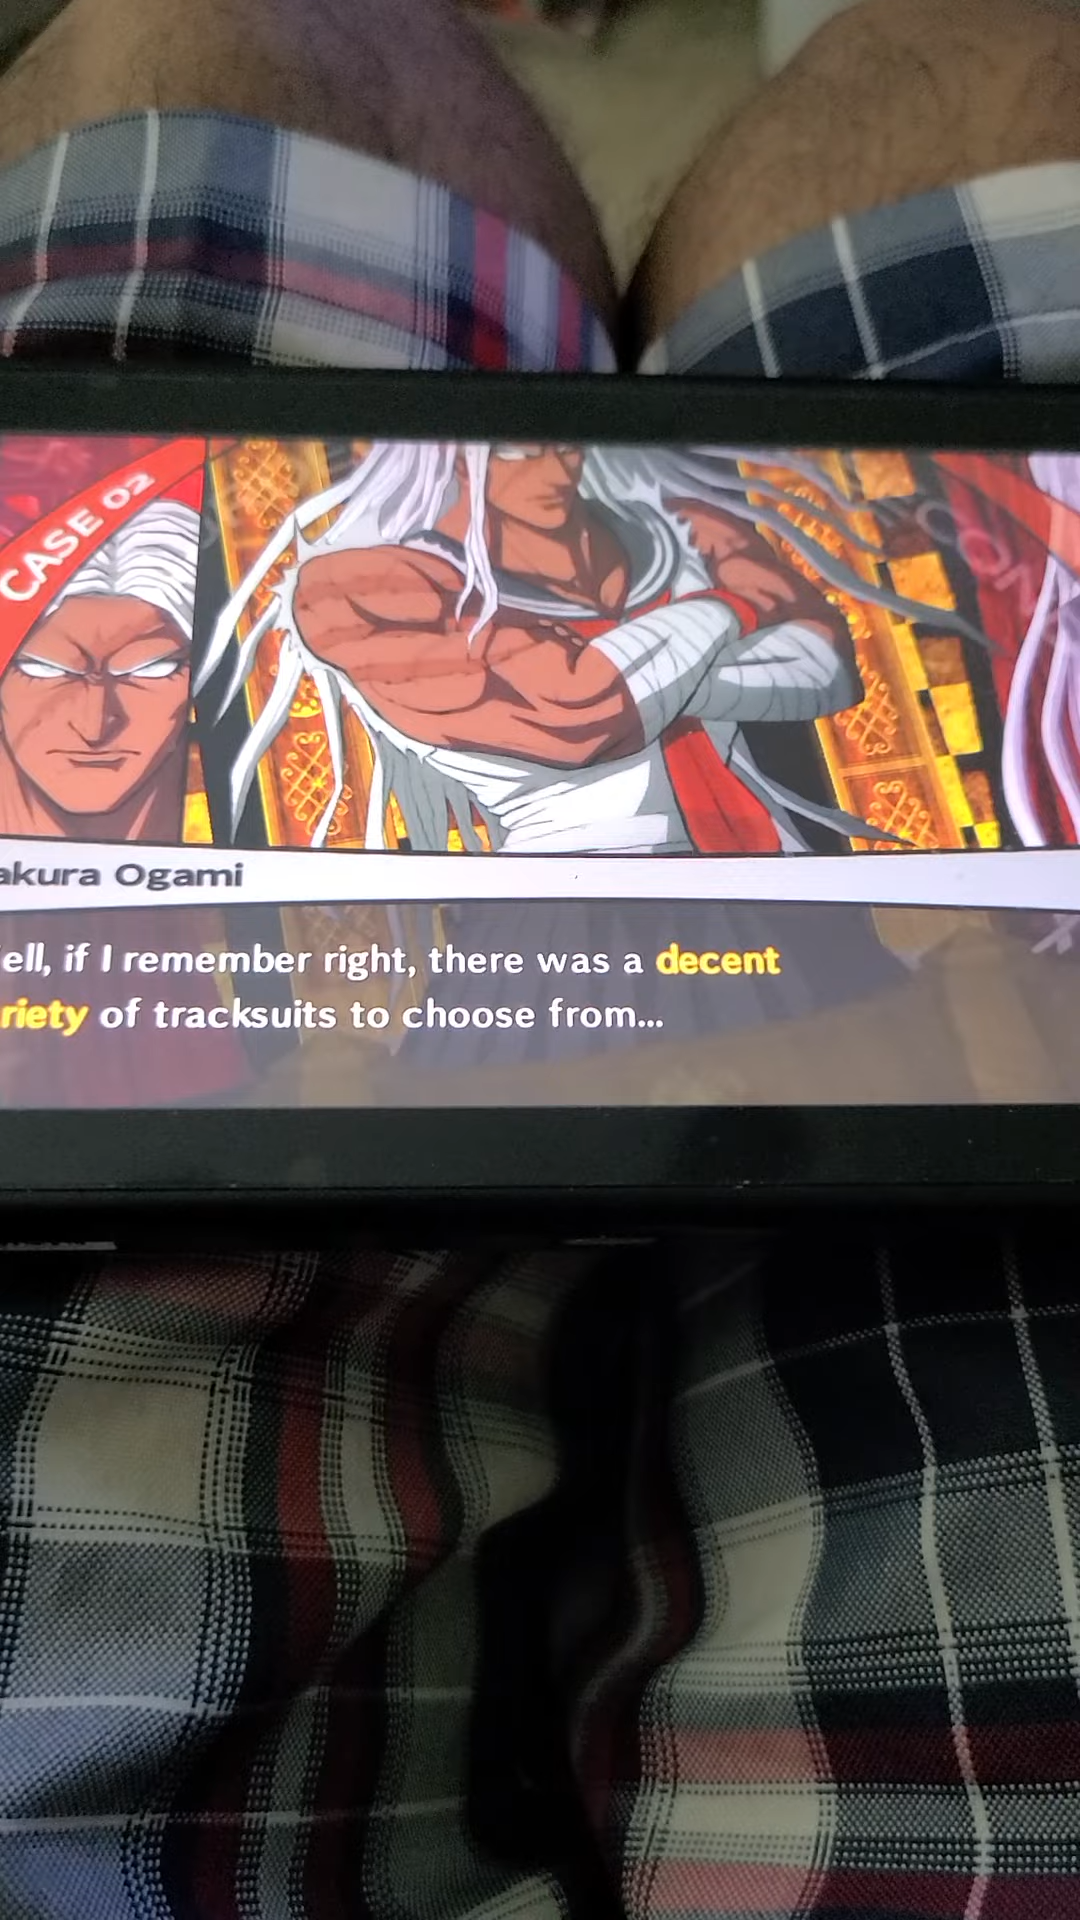 CASE 02
akura Ogami
ell, if I remember right, there was a decent
riety of tracksuits to choose from...